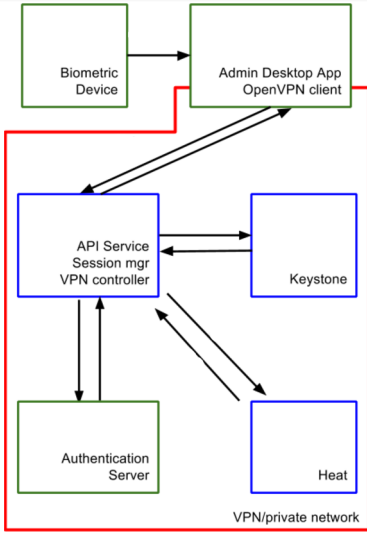 Biometric
Device
Admin Desktop App
OpenVPN client
API Service
Session mgr
VPN controller
Keystone
Authentication
Server
Heat
VPN/private network